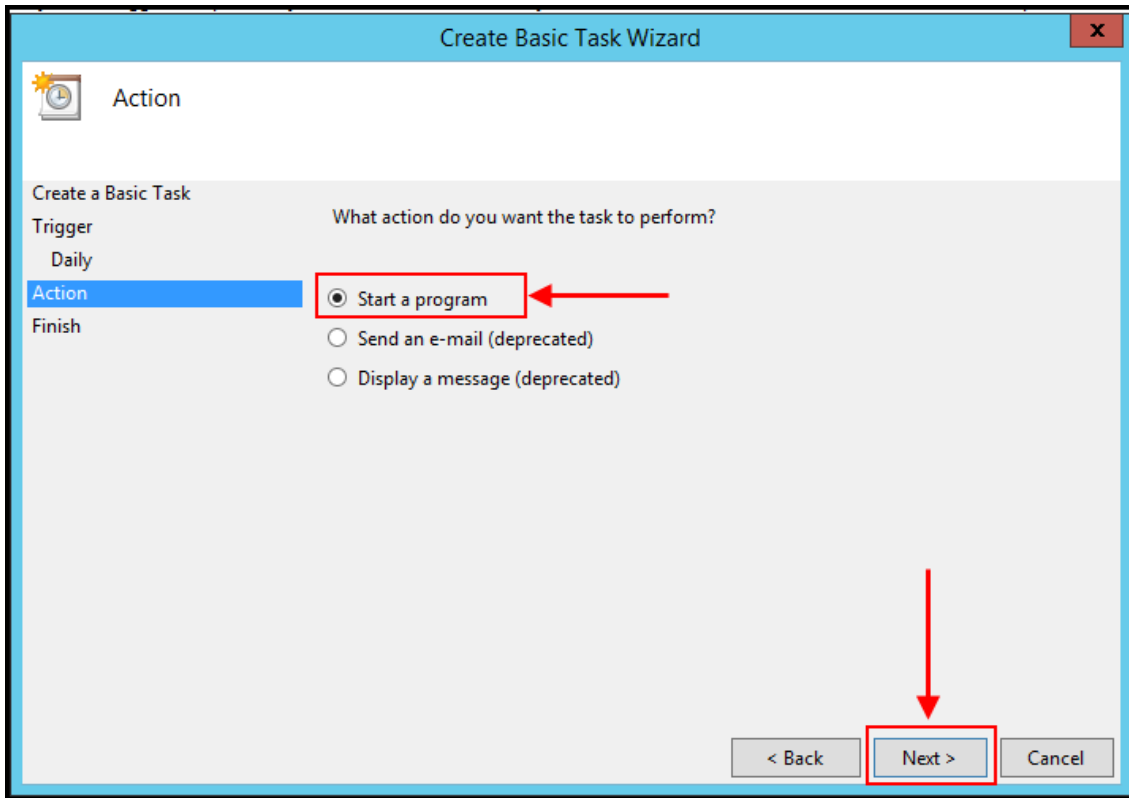 Create Basic Task Wizard
x
Action
Create a Basic Task
Trigger
Daily
Action
Finish
What action do you want the task to perform?
Start a program
Send an e-mail (deprecated)
Display a message (deprecated)
< Back
Next >
Cancel